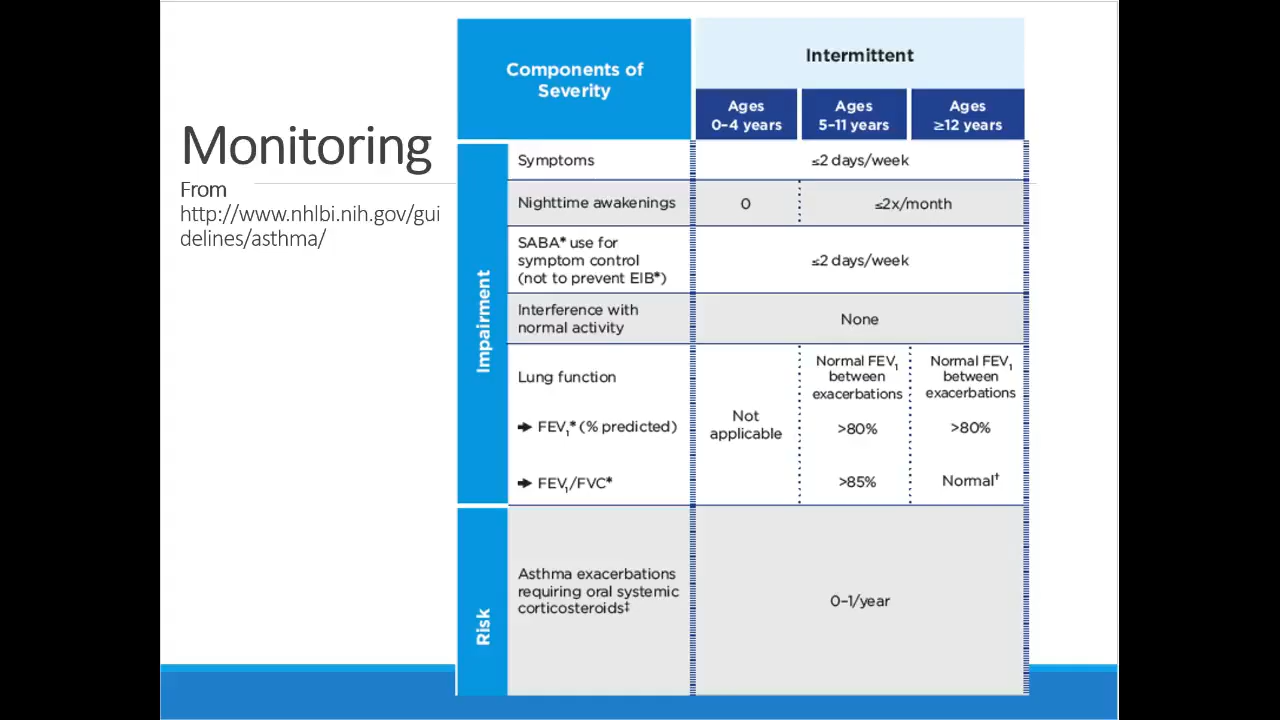 Monitoring
From
http://www.nhlbi.nih.gov/gui
delines/asthma/
Components of
Severity
Intermittent
Ages
0–4 years
Ages
5–11 years
Ages
≥12 years
Impairment
Symptoms
≤2 days/week
Nighttime awakenings
0
≤2x/month
SABA* use for
symptom control
(not to prevent EIB*)
≤2 days/week
Interference with
normal activity
None
Lung function
➔ FEV₁* (% predicted)
➔ FEV₁/FVC*
Not
applicable
Normal FEV₁
between
exacerbations
>80%
>85%
Normal FEV₁
between
exacerbations
>80%
Normal†
Risk
Asthma exacerbations
requiring oral systemic
corticosteroids‡
0–1/year